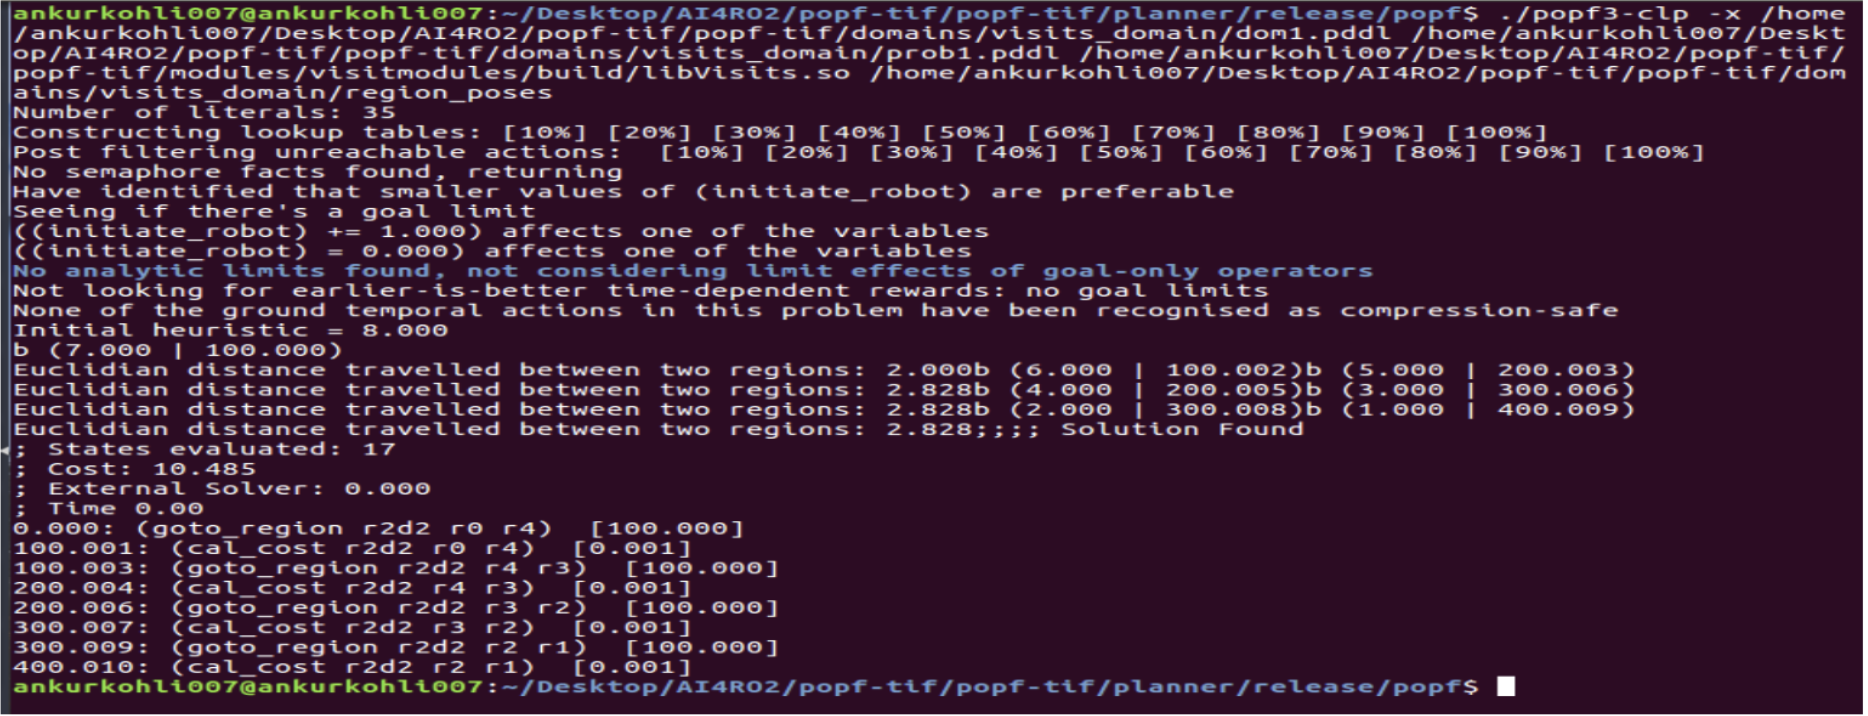 ankurkohli007@ankurkohli007:~/Desktop/AI4RO2/popf-tif/popf-tif/planner/release/popf$ ./popf3-clp -x /home
/ankurkohli007/Desktop/AI4RO2/popf-tif/popf-tif/domains/visits_domain/dom1.pddl /home/ankurkohli007/Deskt
op/AI4RO2/popf-tif/popf-tif/domains/visits_domain/prob1.pddl /home/ankurkohli007/Desktop/AI4RO2/popf-tif/
popf-tif/modules/visitmodules/build/libVisits.so /home/ankurkohli007/Desktop/AI4RO2/popf-tif/popf-tif/dom
ains/visits_domain/region_poses
Number of literals: 35
Constructing lookup tables: [10%] [20%] [30%] [40%] [50%] [60%] [70%] [80%] [90%] [100%]
Post filtering unreachable actions:  [10%] [20%] [30%] [40%] [50%] [60%] [70%] [80%] [90%] [100%]
No semaphore facts found, returning
Have identified that smaller values of (initiate_robot) are preferable
Seeing if there's a goal limit
((initiate_robot) += 1.000) affects one of the variables
((initiate_robot) = 0.000) affects one of the variables
No analytic limits found, not considering limit effects of goal-only operators
Not looking for earlier-is-better time-dependent rewards: no goal limits
None of the ground temporal actions in this problem have been recognised as compression-safe
Initial heuristic = 8.000
b (7.000 | 100.000)
Euclidian distance travelled between two regions: 2.000b (6.000 | 100.002)b (5.000 | 200.003)
Euclidian distance travelled between two regions: 2.828b (4.000 | 200.005)b (3.000 | 300.006)
Euclidian distance travelled between two regions: 2.828b (2.000 | 300.008)b (1.000 | 400.009)
Euclidian distance travelled between two regions: 2.828;;;; Solution Found
; States evaluated: 17
; Cost: 10.485
; External Solver: 0.000
; Time 0.00
0.000: (goto_region r2d2 r0 r4)  [100.000]
100.001: (cal_cost r2d2 r0 r4)  [0.001]
100.003: (goto_region r2d2 r4 r3)  [100.000]
200.004: (cal_cost r2d2 r4 r3)  [0.001]
200.006: (goto_region r2d2 r3 r2)  [100.000]
300.007: (cal_cost r2d2 r3 r2)  [0.001]
300.009: (goto_region r2d2 r2 r1)  [100.000]
400.010: (cal_cost r2d2 r2 r1)  [0.001]
ankurkohli007@ankurkohli007:~/Desktop/AI4RO2/popf-tif/popf-tif/planner/release/popf$